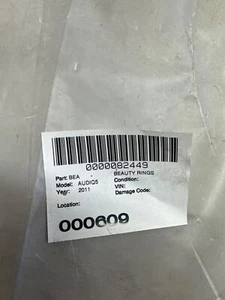 0000082449
Part: BEA - BEAUTY RINGS
Model: AUDIQ5 Condition:
Year: 2011 VIN:
Damage Code:
Location:
000609